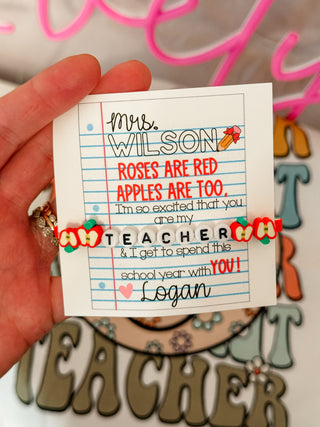 Mrs.
WILSON
ROSES ARE RED
APPLES ARE TOO,
I'm so excited that you
are my
TEACHER
& I get to spend this
school year with YOU!
Logan
TEACHER